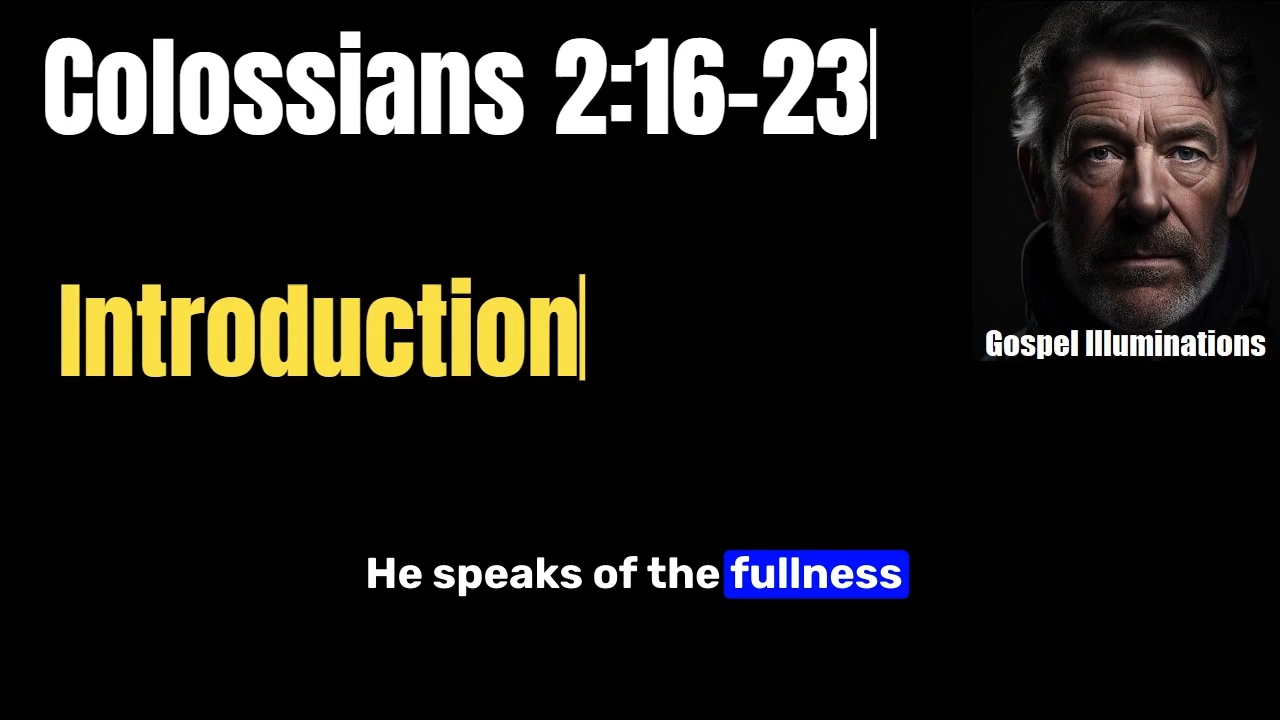 Colossians 2:16-23
Introduction
Gospel Illuminations
He speaks of the fullness